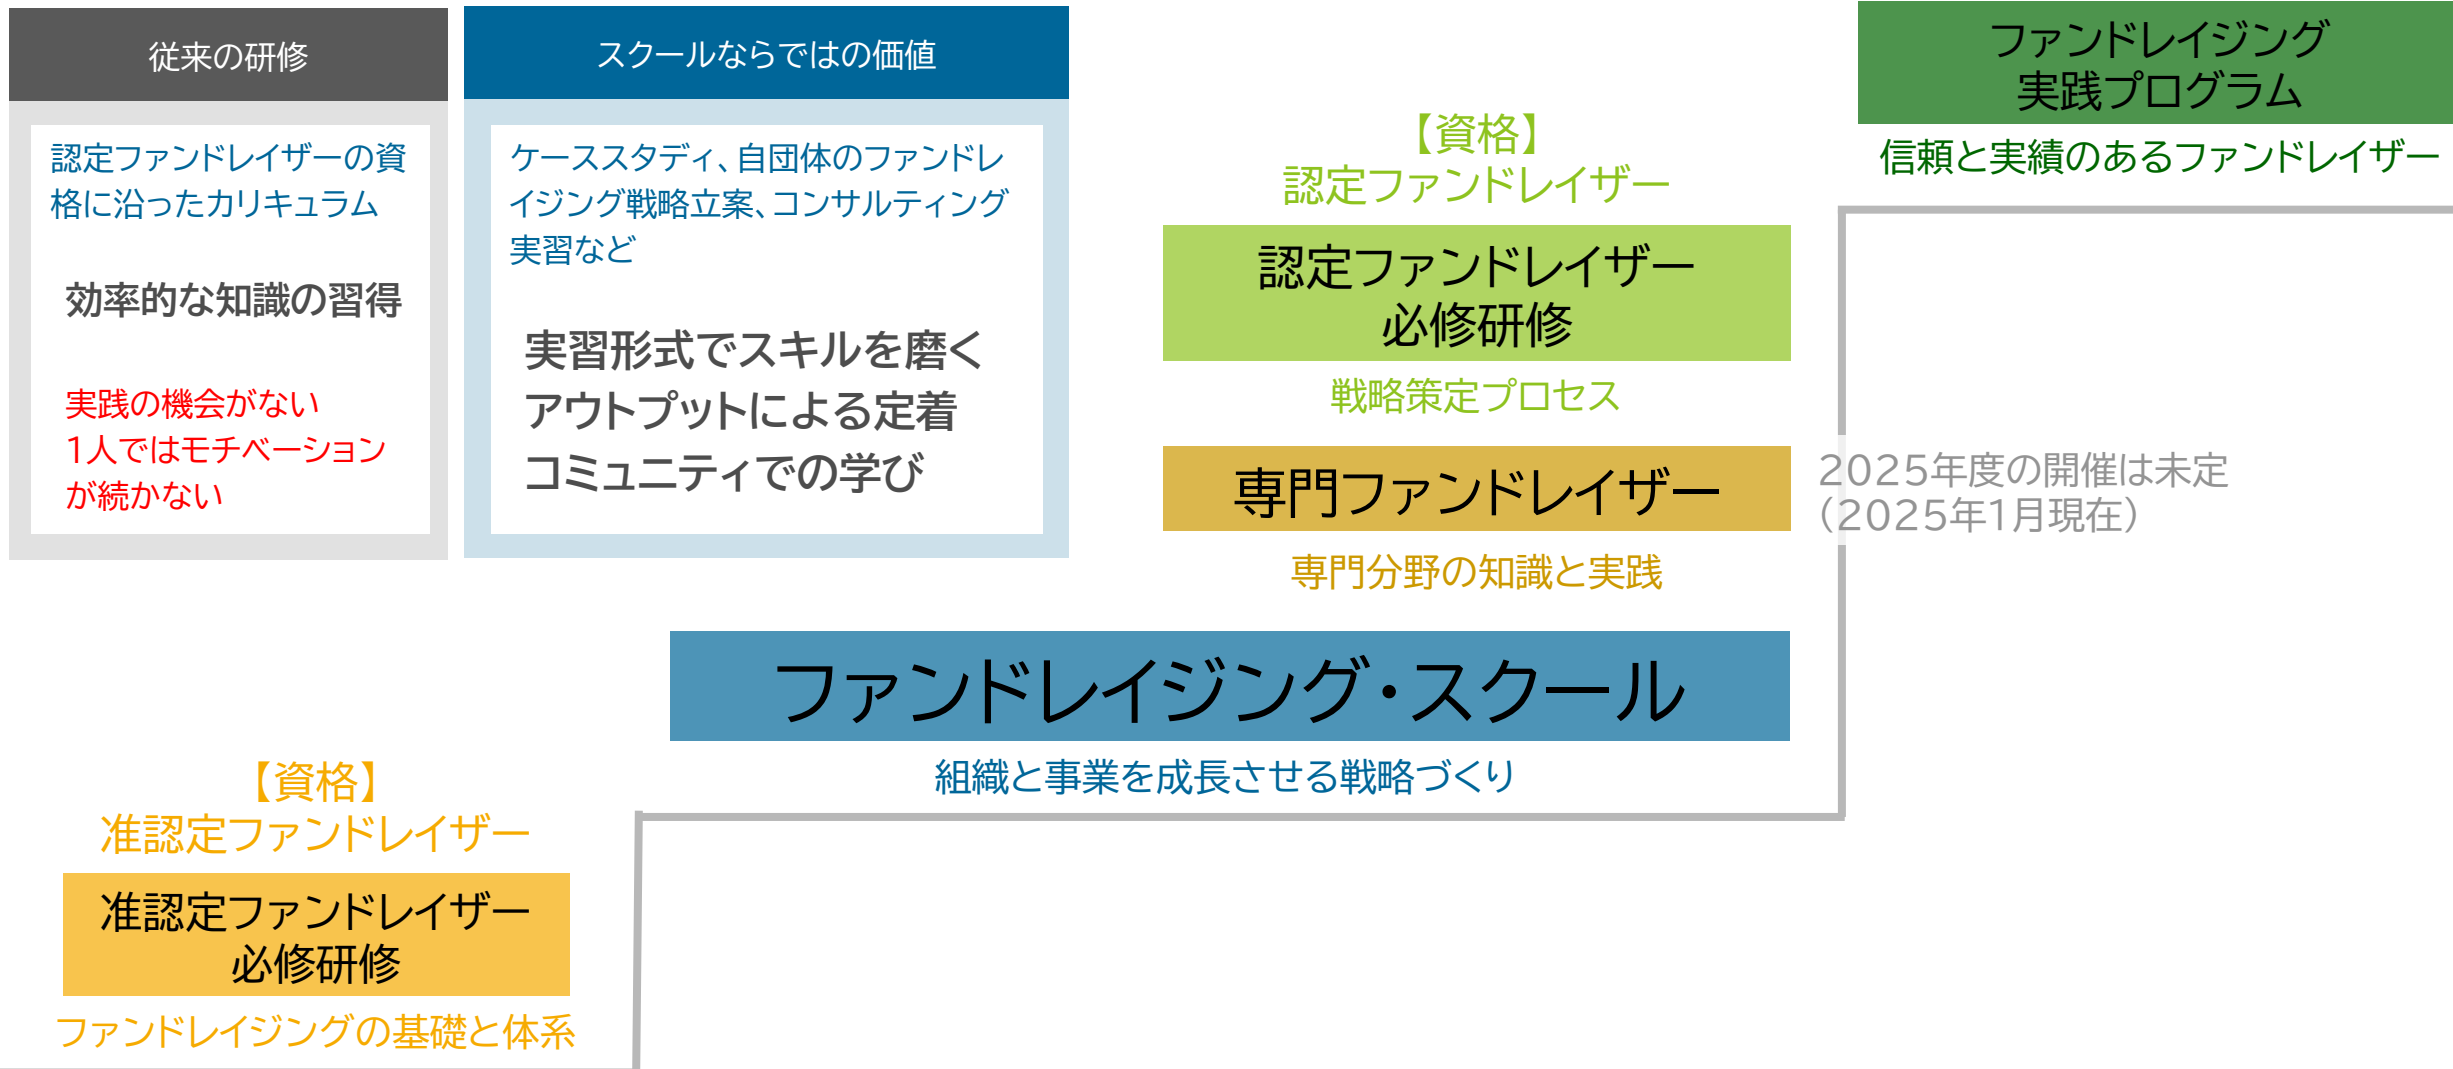 従来の研修
認定ファンドレイザーの資
格に沿ったカリキュラム
効率的な知識の習得
実践の機会がない
1人ではモチベーション
が続かない
スクールならではの価値
ケーススタディ、自団体のファンドレ
イジング戦略立案、コンサルティング
実習など
実習形式でスキルを磨く
アウトプットによる定着
コミュニティでの学び
【資格】
認定ファンドレイザー
認定ファンドレイザー
必修研修
戦略策定プロセス
専門ファンドレイザー
専門分野の知識と実践
ファンドレイジング
実践プログラム
信頼と実績のあるファンドレイザー
2025年度の開催は未定
（2025年1月現在）
ファンドレイジング・スクール
組織と事業を成長させる戦略づくり
【資格】
准認定ファンドレイザー
准認定ファンドレイザー
必修研修
ファンドレイジングの基礎と体系